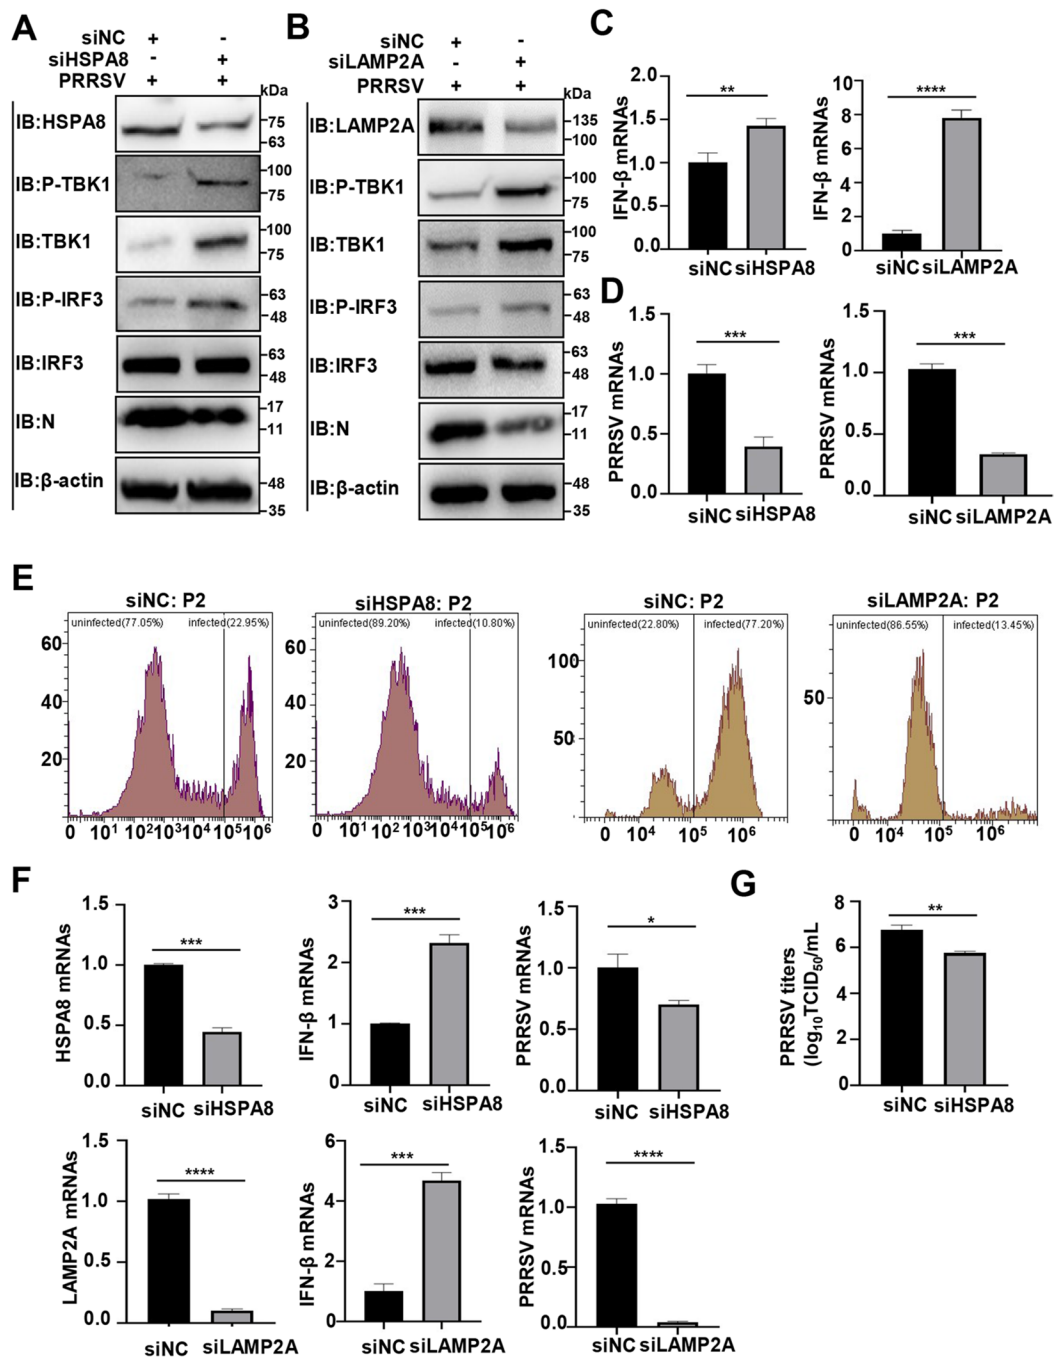 A
siNC + -
siHSPA8 - +
PRRSV + +
kDa
IB:HSPA8
75
63
IB:P-TBK1
100
75
IB:TBK1
100
75
IB:P-IRF3
63
48
IB:IRF3
63
48
IB:N
17
11
IB:β-actin
48
35
B
siNC + -
siLAMP2A - +
PRRSV + +
kDa
IB:LAMP2A
135
100
IB:P-TBK1
100
75
IB:TBK1
100
75
IB:P-IRF3
63
48
IB:IRF3
63
48
IB:N
17
11
IB:β-actin
48
35
C
IFN-β mRNAs
2.0
1.5
1.0
0.5
0.0
**
siNC siHSPA8
IFN-β mRNAs
10
8
6
4
2
0
****
siNC siLAMP2A
D
PRRSV mRNAs
1.5
1.0
0.5
0.0
***
siNC siHSPA8
PRRSV mRNAs
1.5
1.0
0.5
0.0
***
siNC siLAMP2A
E
siNC: P2
uninfected(77.05%) infected(22.95%)
60
40
20
0 10¹ 10² 10³ 10⁴ 10⁵ 10⁶
siHSPA8: P2
uninfected(89.20%) infected(10.80%)
60
40
20
0 10¹ 10² 10³ 10⁴ 10⁵ 10⁶
siNC: P2
uninfected(22.80%) infected(77.20%)
100
50
0 10⁴ 10⁵ 10⁶
siLAMP2A: P2
uninfected(86.55%) infected(13.45%)
50
0 10⁴ 10⁵ 10⁶
F
HSPA8 mRNAs
1.5
1.0
0.5
0.0
***
siNC siHSPA8
IFN-β mRNAs
3
2
1
0
***
siNC siHSPA8
PRRSV mRNAs
1.5
1.0
0.5
0.0
*
siNC siHSPA8
G
PRRSV titers
(log₁₀TCID₅₀/mL
8
6
4
2
0
**
siNC siHSPA8
LAMP2A mRNAs
1.5
1.0
0.5
0.0
****
siNC siLAMP2A
IFN-β mRNAs
6
4
2
0
***
siNC siLAMP2A
PRRSV mRNAs
1.5
1.0
0.5
0.0
****
siNC siLAMP2A